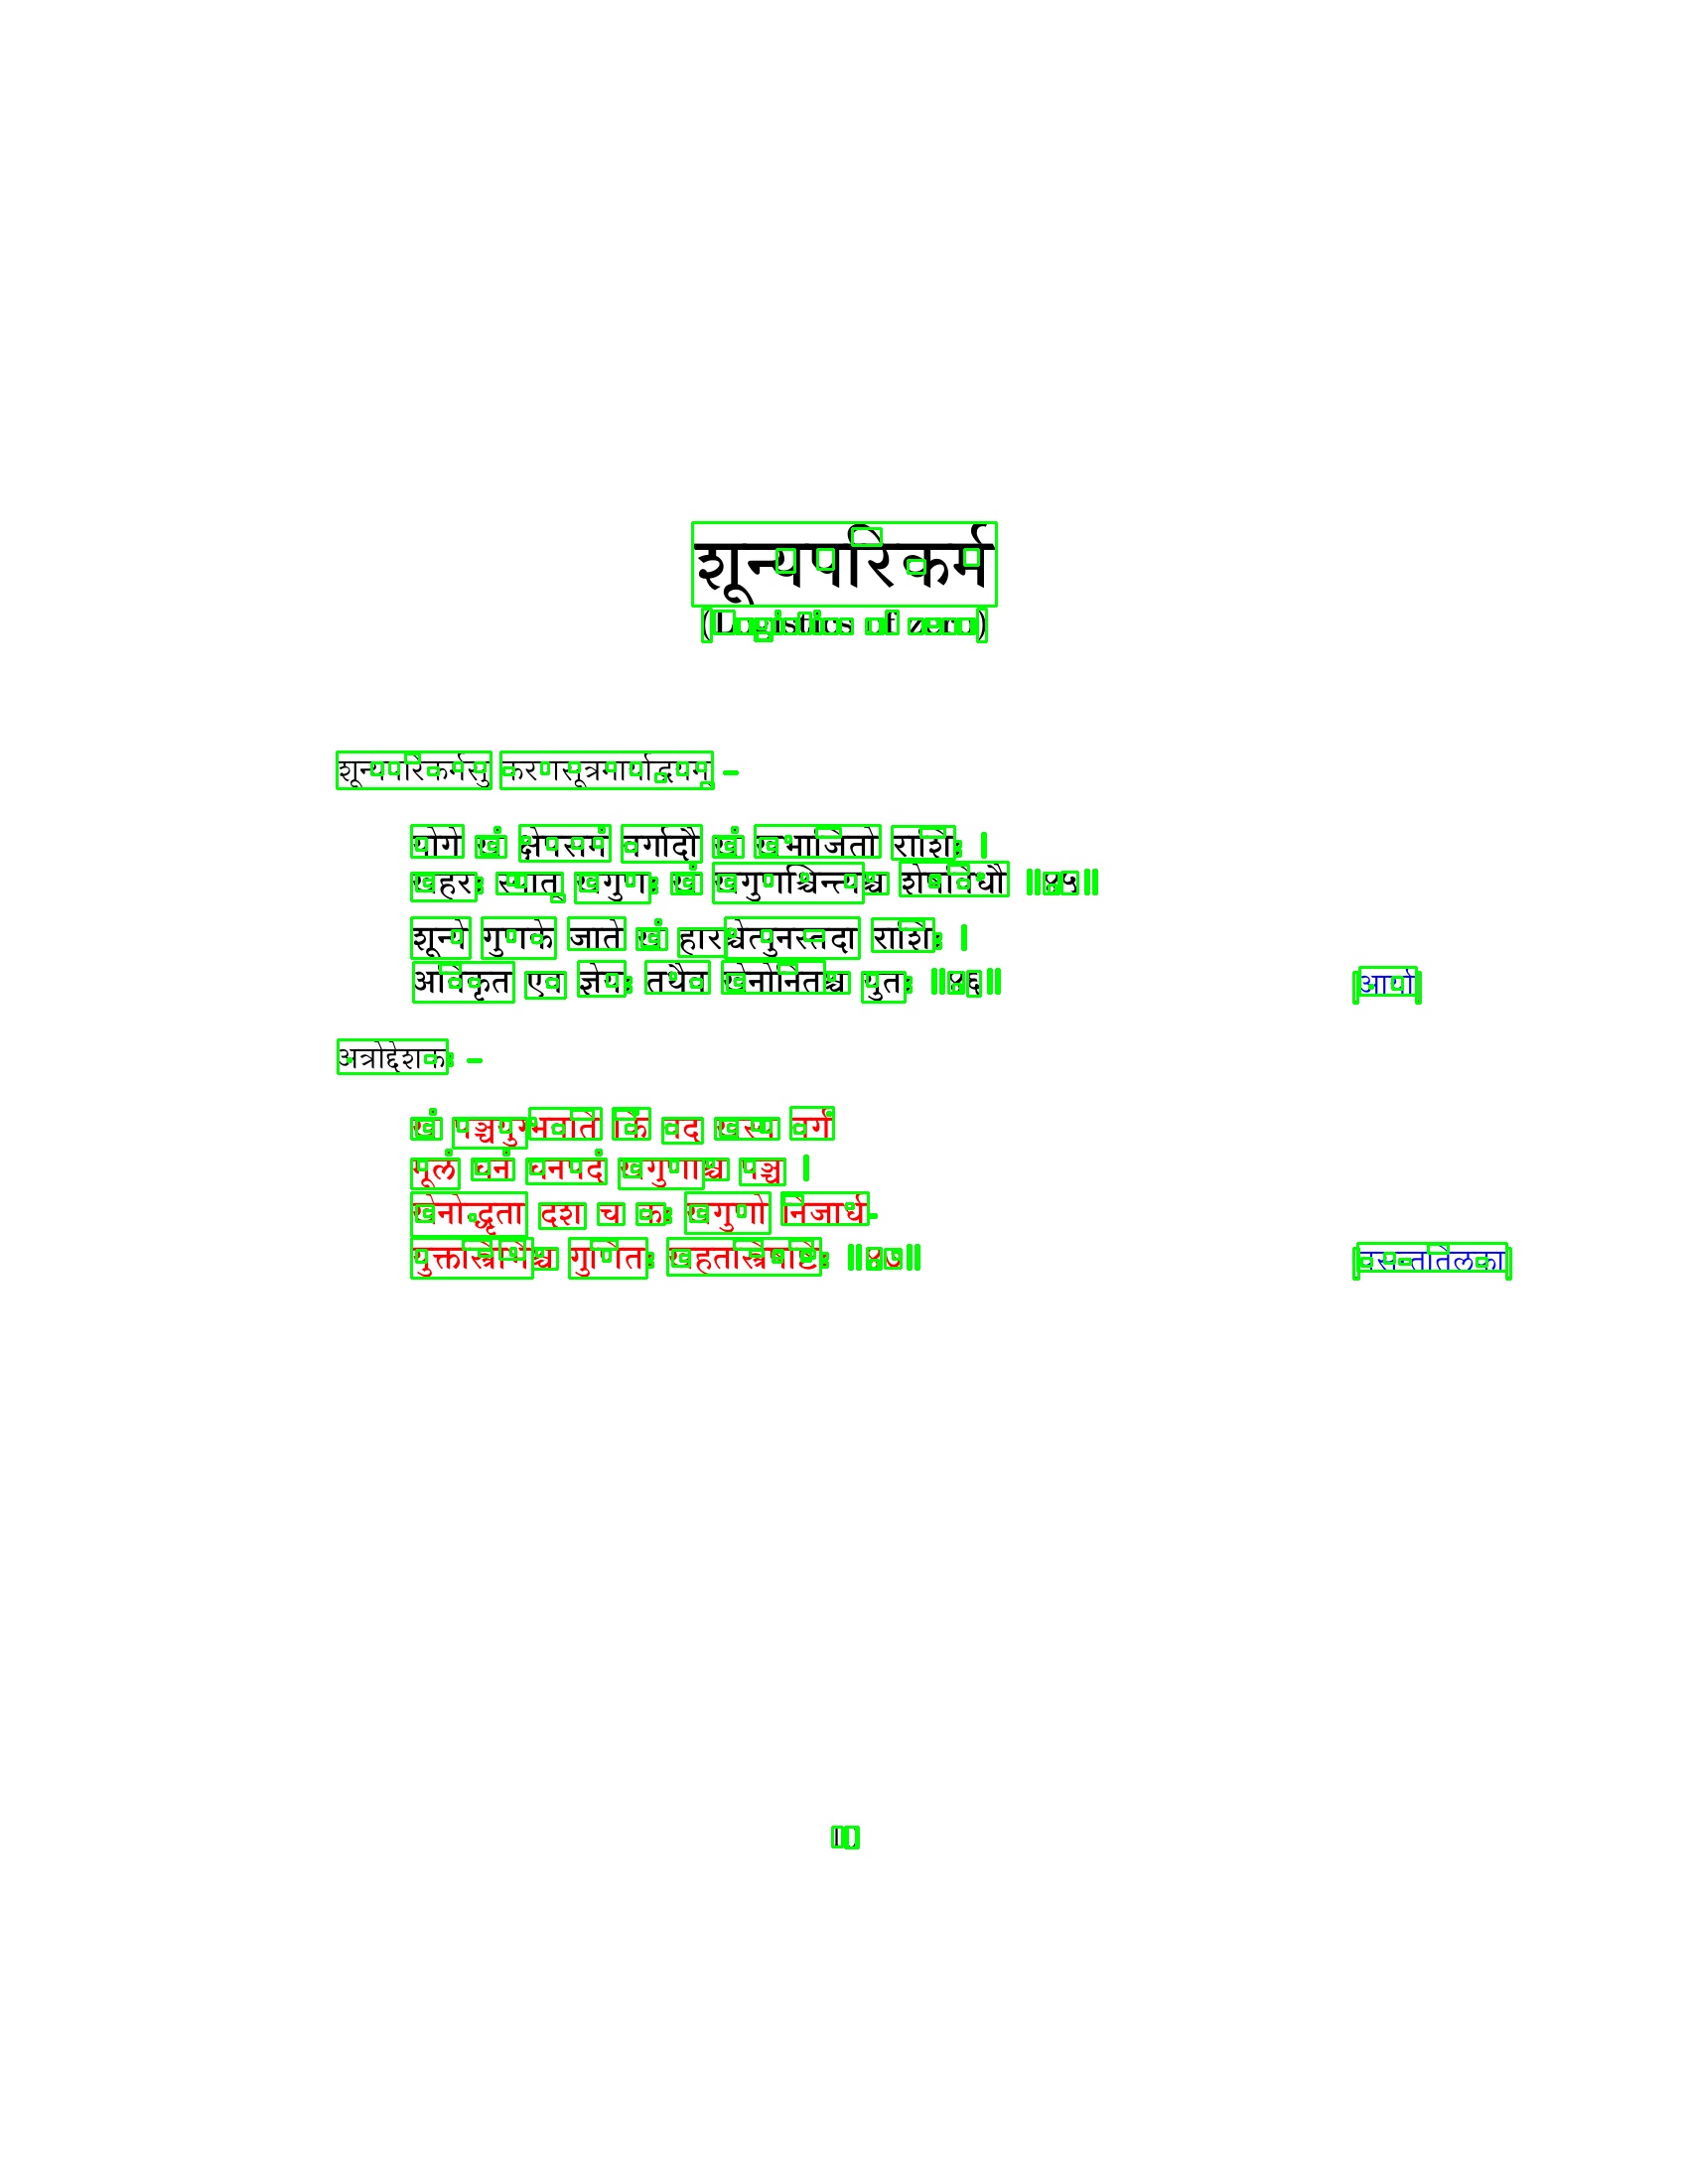 शून्यपरिकर्म
(Logistics of zero)
शून्यपरिकर्मसु करणसूत्रमार्याद्वयम् –
योगे खं क्षेपसमं वर्गादौ खं खभाजितो राशिः ।
खहरः स्यात् खगुणः खं खगुणश्चिन्त्यश्च शेषविधौ ॥४५॥
शून्ये गुणके जाते खं हारश्चेत्पुनस्तदा राशिः ।
अविकृत एव ज्ञेयः तथैव खेनोनितश्च युतः ॥४६॥ [आर्या]
अत्रोद्देशकः –
खं पञ्चयुग्भवति किं वद खस्य वर्गं
मूलं घनं घनपदं खगुणाश्च पञ्च ।
खेनोद्धृता दश च कः खगुणो निजार्ध-
युक्तस्त्रिभिश्च गुणितः खहतस्त्रिषष्टिः ॥४७॥ [वसन्ततिलका]
10